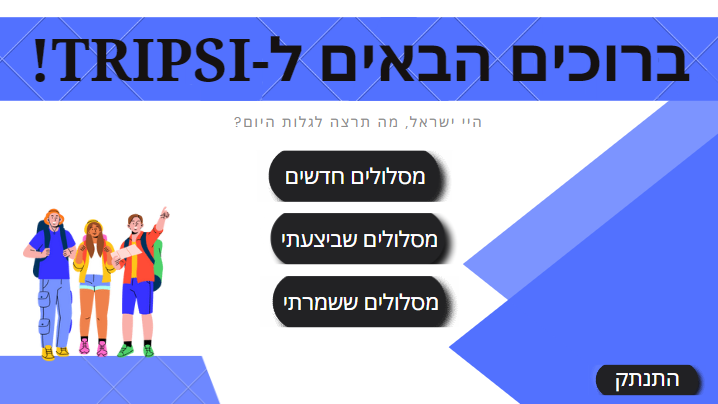 ברוכים הבאים ל-TRIPSI!
היי ישראל, מה תרצה לגלות היום?
מסלולים חדשים
מסלולים שביצעתי
מסלולים ששמרתי
התנתק